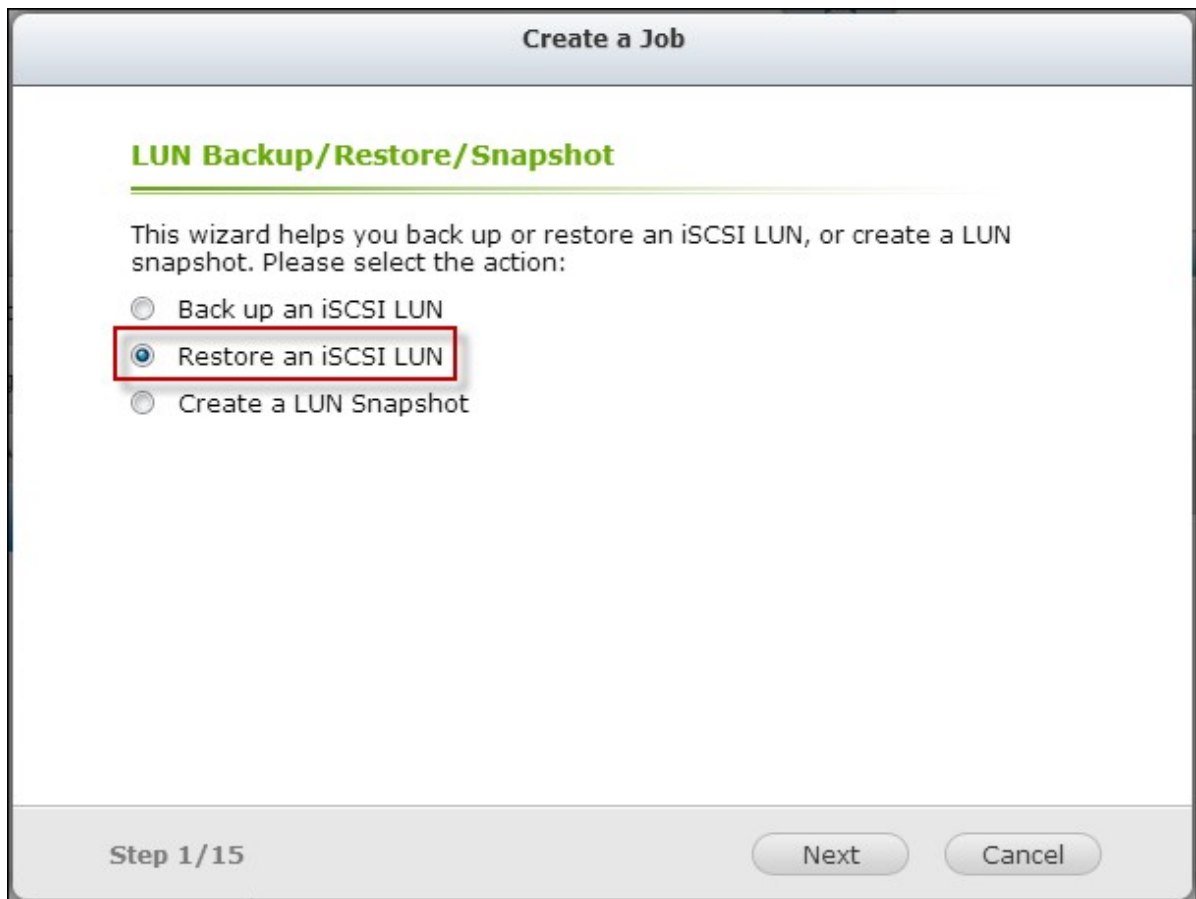 Create a Job
LUN Backup/Restore/Snapshot
This wizard helps you back up or restore an iSCSI LUN, or create a LUN
snapshot. Please select the action:
Back up an iSCSI LUN
Restore an iSCSI LUN
Create a LUN Snapshot
Step 1/15
Next
Cancel